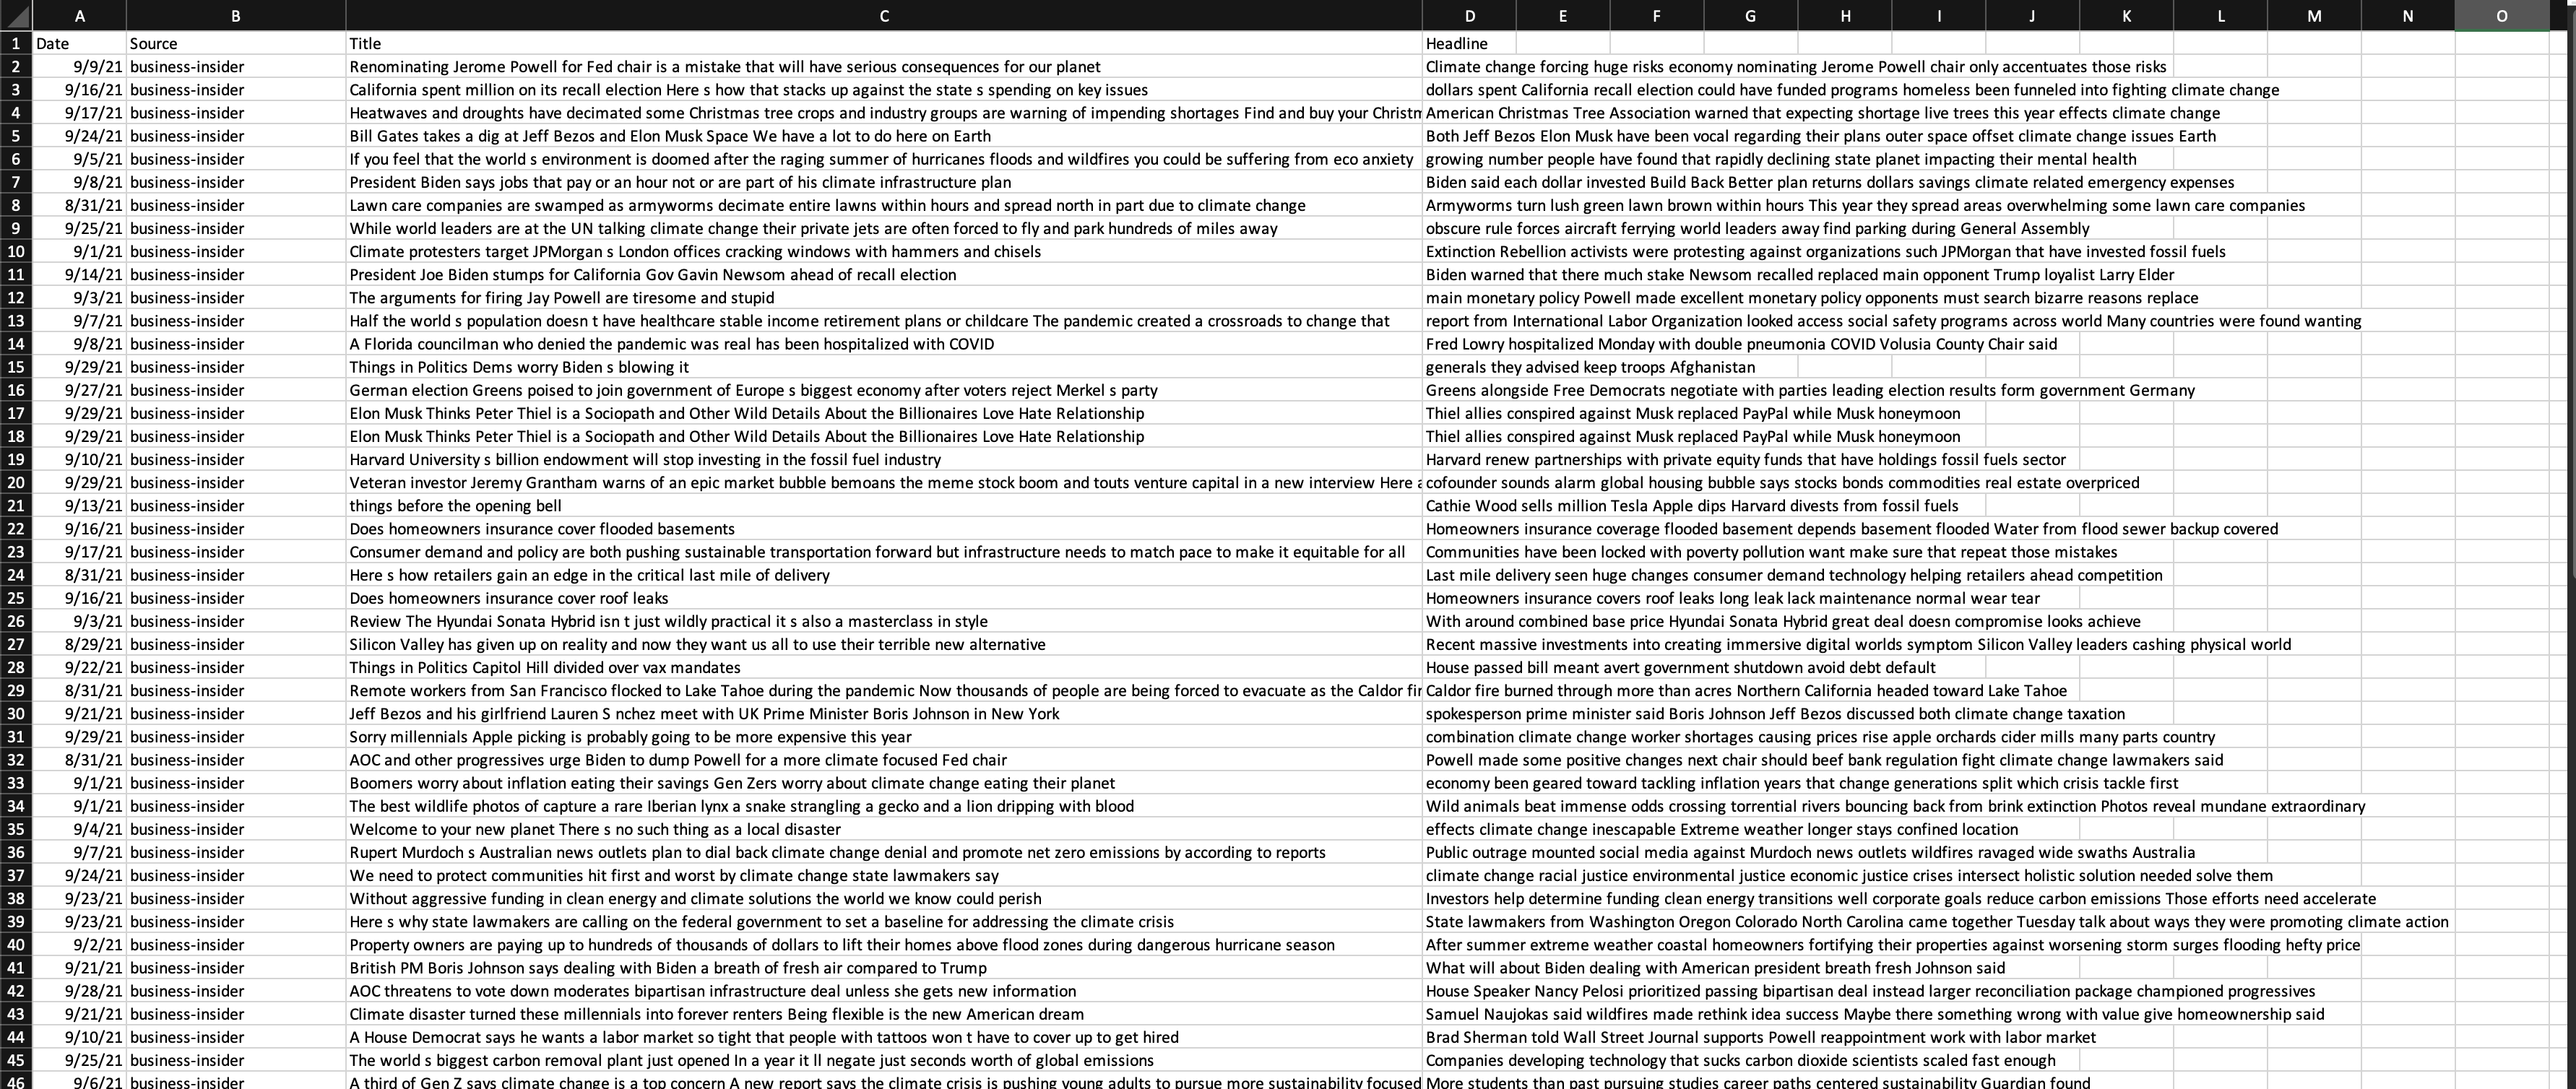 A B C D E F G H I J K L M N O
1 Date Source Title Headline
2 9/9/21 business-insider Renominating Jerome Powell for Fed chair is a mistake that will have serious consequences for our planet Climate change forcing huge risks economy nominating Jerome Powell chair only accentuates those risks
3 9/16/21 business-insider California spent million on its recall election Here s how that stacks up against the state s spending on key issues dollars spent California recall election could have funded programs homeless been funneled into fighting climate change
4 9/17/21 business-insider Heatwaves and droughts have decimated some Christmas tree crops and industry groups are warning of impending shortages Find and buy your Christm American Christmas Tree Association warned that expecting shortage live trees this year effects climate change
5 9/24/21 business-insider Bill Gates takes a dig at Jeff Bezos and Elon Musk Space We have a lot to do here on Earth Both Jeff Bezos Elon Musk have been vocal regarding their plans outer space offset climate change issues Earth
6 9/5/21 business-insider If you feel that the world s environment is doomed after the raging summer of hurricanes floods and wildfires you could be suffering from eco anxiety growing number people have found that rapidly declining state planet impacting their mental health
7 9/8/21 business-insider President Biden says jobs that pay or an hour not or are part of his climate infrastructure plan Biden said each dollar invested Build Back Better plan returns dollars savings climate related emergency expenses
8 8/31/21 business-insider Lawn care companies are swamped as armyworms decimate entire lawns within hours and spread north in part due to climate change Armyworms turn lush green lawn brown within hours This year they spread areas overwhelming some lawn care companies
9 9/25/21 business-insider While world leaders are at the UN talking climate change their private jets are often forced to fly and park hundreds of miles away obscure rule forces aircraft ferrying world leaders away find parking during General Assembly
10 9/1/21 business-insider Climate protesters target JPMorgan s London offices cracking windows with hammers and chisels Extinction Rebellion activists were protesting against organizations such JPMorgan that have invested fossil fuels
11 9/14/21 business-insider President Joe Biden stumps for California Gov Gavin Newsom ahead of recall election Biden warned that there much stake Newsom recalled replaced main opponent Trump loyalist Larry Elder
12 9/3/21 business-insider The arguments for firing Jay Powell are tiresome and stupid main monetary policy Powell made excellent monetary policy opponents must search bizarre reasons replace
13 9/7/21 business-insider Half the world s population doesn t have healthcare stable income retirement plans or childcare The pandemic created a crossroads to change that report from International Labor Organization looked access social safety programs across world Many countries were found wanting
14 9/8/21 business-insider A Florida councilman who denied the pandemic was real has been hospitalized with COVID Fred Lowry hospitalized Monday with double pneumonia COVID Volusia County Chair said
15 9/29/21 business-insider Things in Politics Dems worry Biden s blowing it generals they advised keep troops Afghanistan
16 9/27/21 business-insider German election Greens poised to join government of Europe s biggest economy after voters reject Merkel s party Greens alongside Free Democrats negotiate with parties leading election results form government Germany
17 9/29/21 business-insider Elon Musk Thinks Peter Thiel is a Sociopath and Other Wild Details About the Billionaires Love Hate Relationship Thiel allies conspired against Musk replaced PayPal while Musk honeymoon
18 9/29/21 business-insider Elon Musk Thinks Peter Thiel is a Sociopath and Other Wild Details About the Billionaires Love Hate Relationship Thiel allies conspired against Musk replaced PayPal while Musk honeymoon
19 9/10/21 business-insider Harvard University s billion endowment will stop investing in the fossil fuel industry Harvard renew partnerships with private equity funds that have holdings fossil fuels sector
20 9/29/21 business-insider Veteran investor Jeremy Grantham warns of an epic market bubble bemoans the meme stock boom and touts venture capital in a new interview Here a cofounder sounds alarm global housing bubble says stocks bonds commodities real estate overpriced
21 9/13/21 business-insider things before the opening bell Cathie Wood sells million Tesla Apple dips Harvard divests from fossil fuels
22 9/16/21 business-insider Does homeowners insurance cover flooded basements Homeowners insurance coverage flooded basement depends basement flooded Water from flood sewer backup covered
23 9/17/21 business-insider Consumer demand and policy are both pushing sustainable transportation forward but infrastructure needs to match pace to make it equitable for all Communities have been locked with poverty pollution want make sure that repeat those mistakes
24 8/31/21 business-insider Here s how retailers gain an edge in the critical last mile of delivery Last mile delivery seen huge changes consumer demand technology helping retailers ahead competition
25 9/16/21 business-insider Does homeowners insurance cover roof leaks Homeowners insurance covers roof leaks long leak lack maintenance normal wear tear
26 9/3/21 business-insider Review The Hyundai Sonata Hybrid isn t just wildly practical it s also a masterclass in style With around combined base price Hyundai Sonata Hybrid great deal doesn compromise looks achieve
27 8/29/21 business-insider Silicon Valley has given up on reality and now they want us all to use their terrible new alternative Recent massive investments into creating immersive digital worlds symptom Silicon Valley leaders cashing physical world
28 9/22/21 business-insider Things in Politics Capitol Hill divided over vax mandates House passed bill meant avert government shutdown avoid debt default
29 8/31/21 business-insider Remote workers from San Francisco flocked to Lake Tahoe during the pandemic Now thousands of people are being forced to evacuate as the Caldor fir Caldor fire burned through more than acres Northern California headed toward Lake Tahoe
30 9/21/21 business-insider Jeff Bezos and his girlfriend Lauren S nchez meet with UK Prime Minister Boris Johnson in New York spokesperson prime minister said Boris Johnson Jeff Bezos discussed both climate change taxation
31 9/29/21 business-insider Sorry millennials Apple picking is probably going to be more expensive this year combination climate change worker shortages causing prices rise apple orchards cider mills many parts country
32 8/31/21 business-insider AOC and other progressives urge Biden to dump Powell for a more climate focused Fed chair Powell made some positive changes next chair should beef bank regulation fight climate change lawmakers said
33 9/1/21 business-insider Boomers worry about inflation eating their savings Gen Zers worry about climate change eating their planet economy been geared toward tackling inflation years that change generations split which crisis tackle first
34 9/1/21 business-insider The best wildlife photos of capture a rare Iberian lynx a snake strangling a gecko and a lion dripping with blood Wild animals beat immense odds crossing torrential rivers bouncing back from brink extinction Photos reveal mundane extraordinary
35 9/4/21 business-insider Welcome to your new planet There s no such thing as a local disaster effects climate change inescapable Extreme weather longer stays confined location
36 9/7/21 business-insider Rupert Murdoch s Australian news outlets plan to dial back climate change denial and promote net zero emissions by according to reports Public outrage mounted social media against Murdoch news outlets wildfires ravaged wide swaths Australia
37 9/24/21 business-insider We need to protect communities hit first and worst by climate change state lawmakers say climate change racial justice environmental justice economic justice crises intersect holistic solution needed solve them
38 9/23/21 business-insider Without aggressive funding in clean energy and climate solutions the world we know could perish Investors help determine funding clean energy transitions well corporate goals reduce carbon emissions Those efforts need accelerate
39 9/23/21 business-insider Here s why state lawmakers are calling on the federal government to set a baseline for addressing the climate crisis State lawmakers from Washington Oregon Colorado North Carolina came together Tuesday talk about ways they were promoting climate action
40 9/2/21 business-insider Property owners are paying up to hundreds of thousands of dollars to lift their homes above flood zones during dangerous hurricane season After summer extreme weather coastal homeowners fortifying their properties against worsening storm surges flooding hefty price
41 9/21/21 business-insider British PM Boris Johnson says dealing with Biden a breath of fresh air compared to Trump What will about Biden dealing with American president breath fresh Johnson said
42 9/28/21 business-insider AOC threatens to vote down moderates bipartisan infrastructure deal unless she gets new information House Speaker Nancy Pelosi prioritized passing bipartisan deal instead larger reconciliation package championed progressives
43 9/21/21 business-insider Climate disaster turned these millennials into forever renters Being flexible is the new American dream Samuel Naujokas said wildfires made rethink idea success Maybe there something wrong with value give homeownership said
44 9/10/21 business-insider A House Democrat says he wants a labor market so tight that people with tattoos won t have to cover up to get hired Brad Sherman told Wall Street Journal supports Powell reappointment work with labor market
45 9/25/21 business-insider The world s biggest carbon removal plant just opened In a year it ll negate just seconds worth of global emissions Companies developing technology that sucks carbon dioxide scientists scaled fast enough
46 9/6/21 business-insider A third of Gen Z says climate change is a top concern A new report says the climate crisis is pushing young adults to pursue more sustainability focused More students than past pursuing studies career paths centered sustainability Guardian found